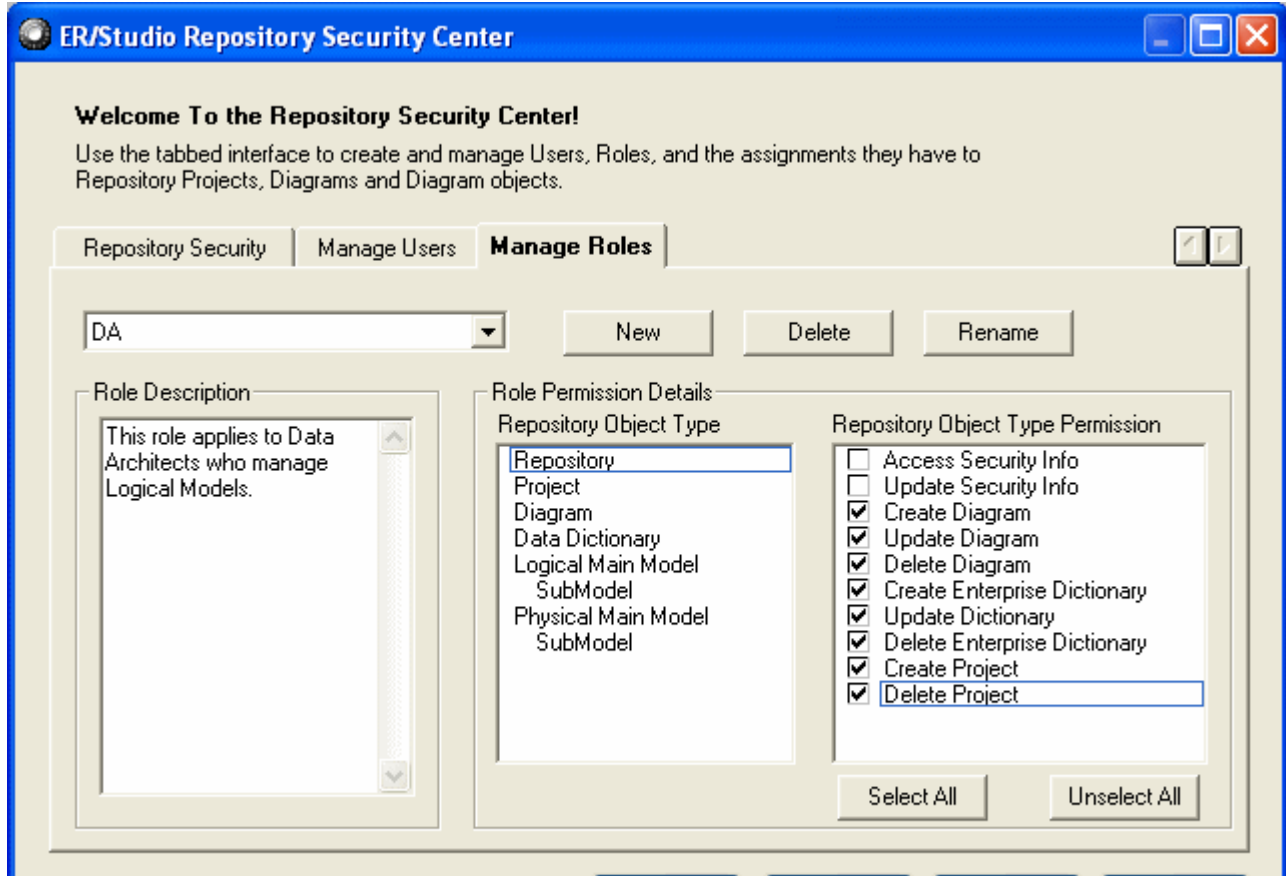 ER/Studio Repository Security Center
Welcome To the Repository Security Center!
Use the tabbed interface to create and manage Users, Roles, and the assignments they have to
Repository Projects, Diagrams and Diagram objects.
Repository Security
Manage Users
Manage Roles
DA
New
Delete
Rename
Role Description
This role applies to Data
Architects who manage
Logical Models.
Role Permission Details
Repository Object Type
Repository
Project
Diagram
Data Dictionary
Logical Main Model
SubModel
Physical Main Model
SubModel
Repository Object Type Permission
Access Security Info
Update Security Info
Create Diagram
Update Diagram
Delete Diagram
Create Enterprise Dictionary
Update Dictionary
Delete Enterprise Dictionary
Create Project
Delete Project
Select All
Unselect All